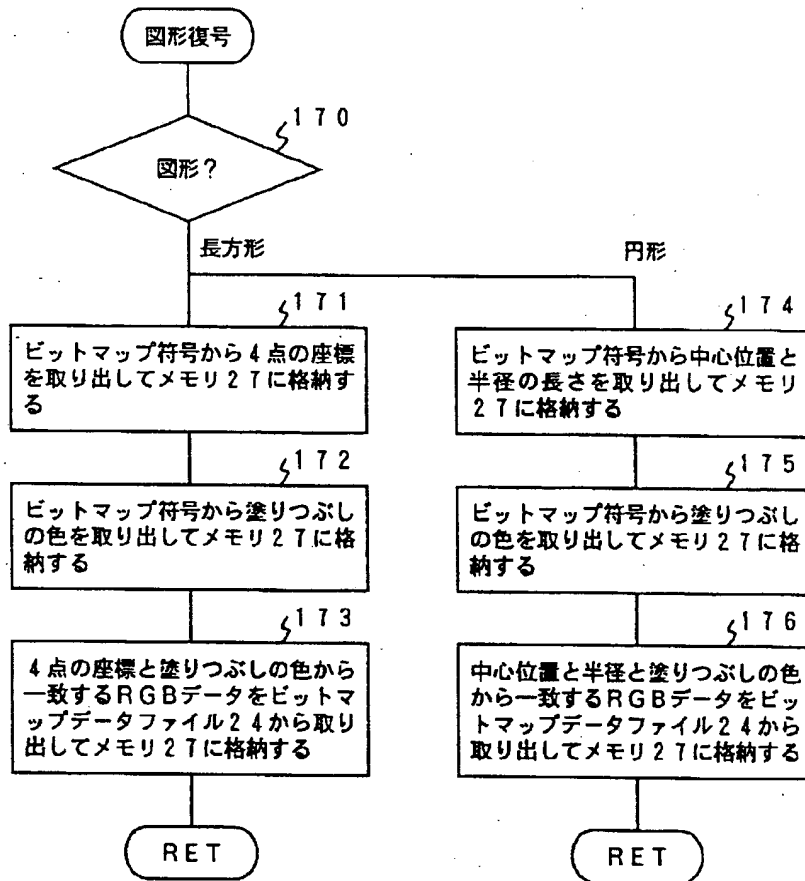 図形復号
170
図形?
長方形
円形
171
ビットマップ符号から4点の座標
を取り出してメモリ27に格納す
る
172
ビットマップ符号から塗りつぶし
の色を取り出してメモリ27に格
納する
173
4点の座標と塗りつぶしの色から
一致するRGBデータをビットマ
ップデータファイル24から取り
出してメモリ27に格納する
RET
174
ビットマップ符号から中心位置と
半径の長さを取り出してメモリ
27に格納する
175
ビットマップ符号から塗りつぶし
の色を取り出してメモリ27に格
納する
176
中心位置と半径と塗りつぶしの色
から一致するRGBデータをビッ
トマップデータファイル24から
取り出してメモリ27に格納する
RET